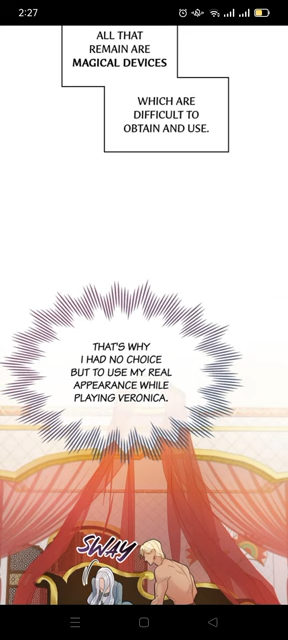 2:27
ALL THAT
REMAIN ARE
MAGICAL DEVICES
WHICH ARE
DIFFICULT TO
OBTAIN AND USE.
THAT'S WHY
I HAD NO CHOICE
BUT TO USE MY REAL
APPEARANCE WHILE
PLAYING VERONICA.
SWAY